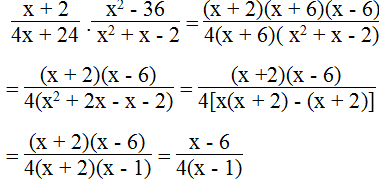 (x + 2)/(4x + 24) . (x² - 36)/(x² + x - 2) = (x + 2)(x + 6)(x - 6)/4(x + 6)( x² + x - 2)
= (x + 2)(x - 6)/4(x² + 2x - x - 2) = (x +2)(x - 6)/4[x(x + 2) - (x + 2)]
= (x + 2)(x - 6)/4(x + 2)(x - 1) = (x - 6)/4(x - 1)